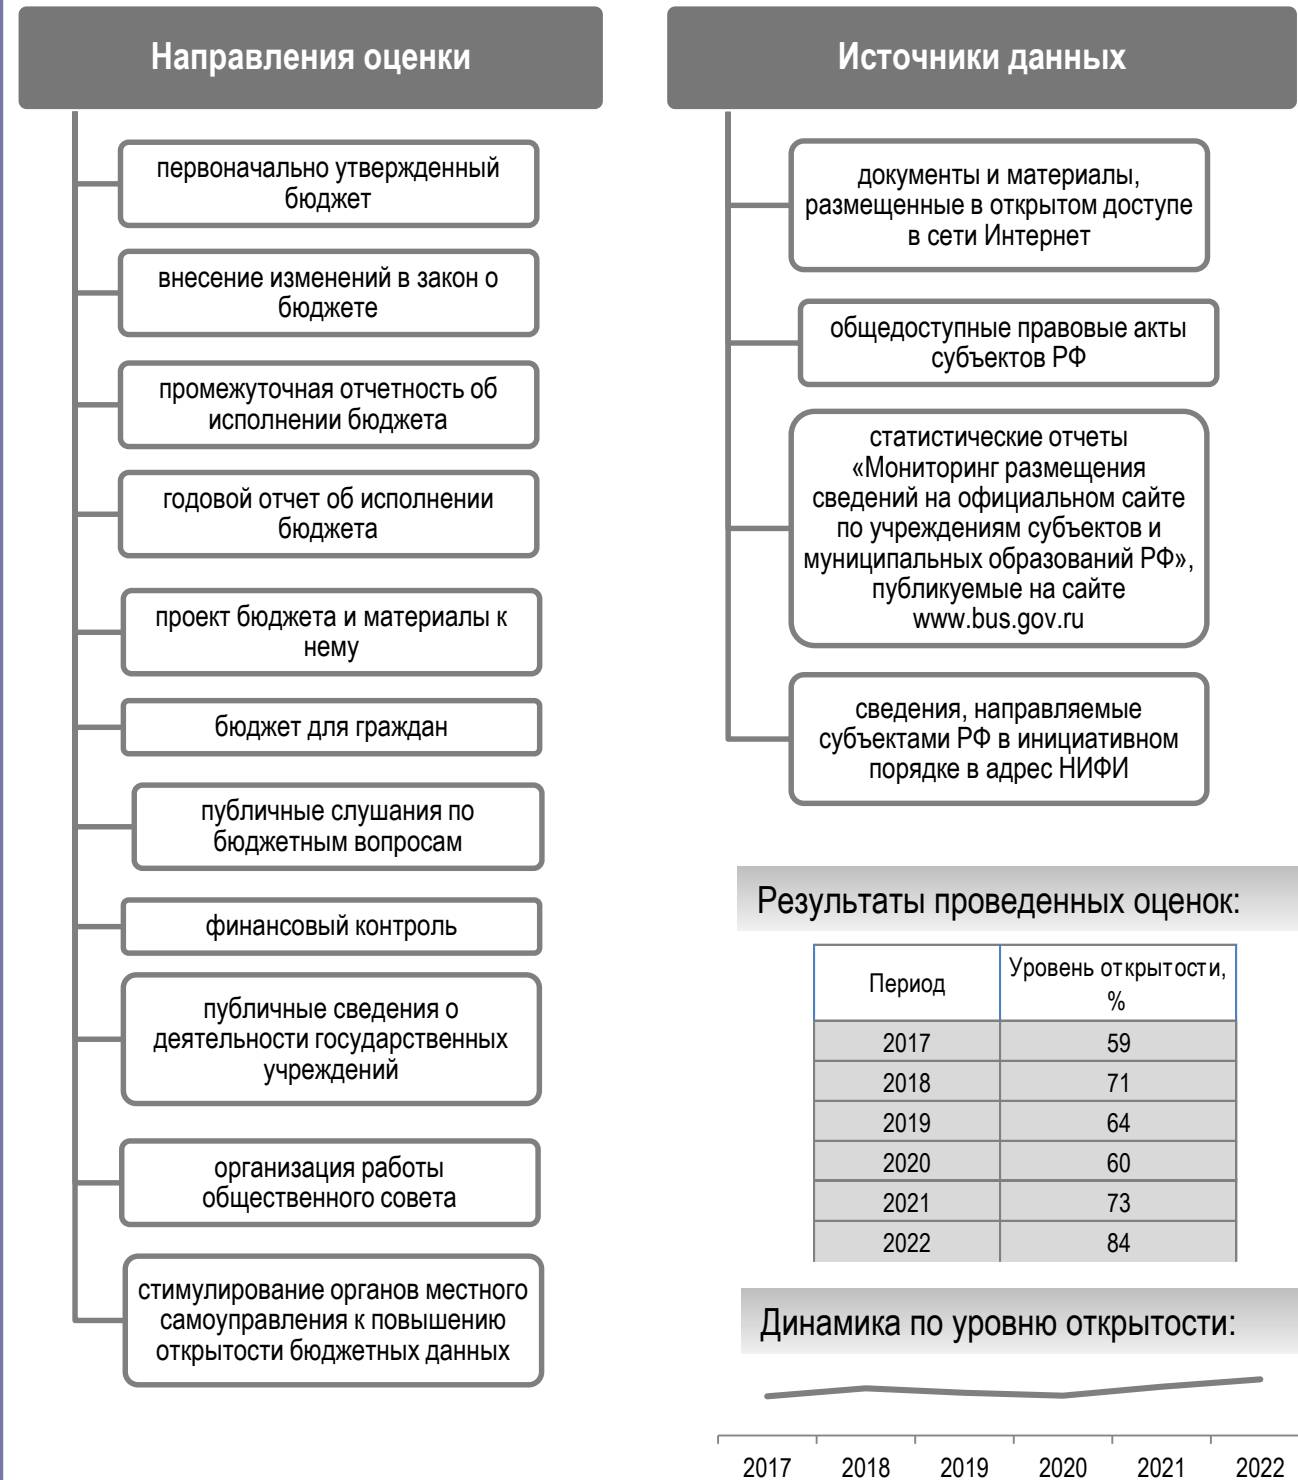 Направления оценки
первоначально утвержденный
бюджет
внесение изменений в закон о
бюджете
промежуточная отчетность об
исполнении бюджета
годовой отчет об исполнении
бюджета
проект бюджета и материалы к
нему
бюджет для граждан
публичные слушания по
бюджетным вопросам
финансовый контроль
публичные сведения о
деятельности государственных
учреждений
организация работы
общественного совета
стимулирование органов местного
самоуправления к повышению
открытости бюджетных данных
Источники данных
документы и материалы,
размещенные в открытом доступе
в сети Интернет
общедоступные правовые акты
субъектов РФ
статистические отчеты
«Мониторинг размещения
сведений на официальном сайте
по учреждениям субъектов и
муниципальных образований РФ»,
публикуемые на сайте
www.bus.gov.ru
сведения, направляемые
субъектами РФ в инициативном
порядке в адрес НИФИ
Результаты проведенных оценок:
Период Уровень открытости,
%
2017 59
2018 71
2019 64
2020 60
2021 73
2022 84
Динамика по уровню открытости:
2017 2018 2019 2020 2021 2022